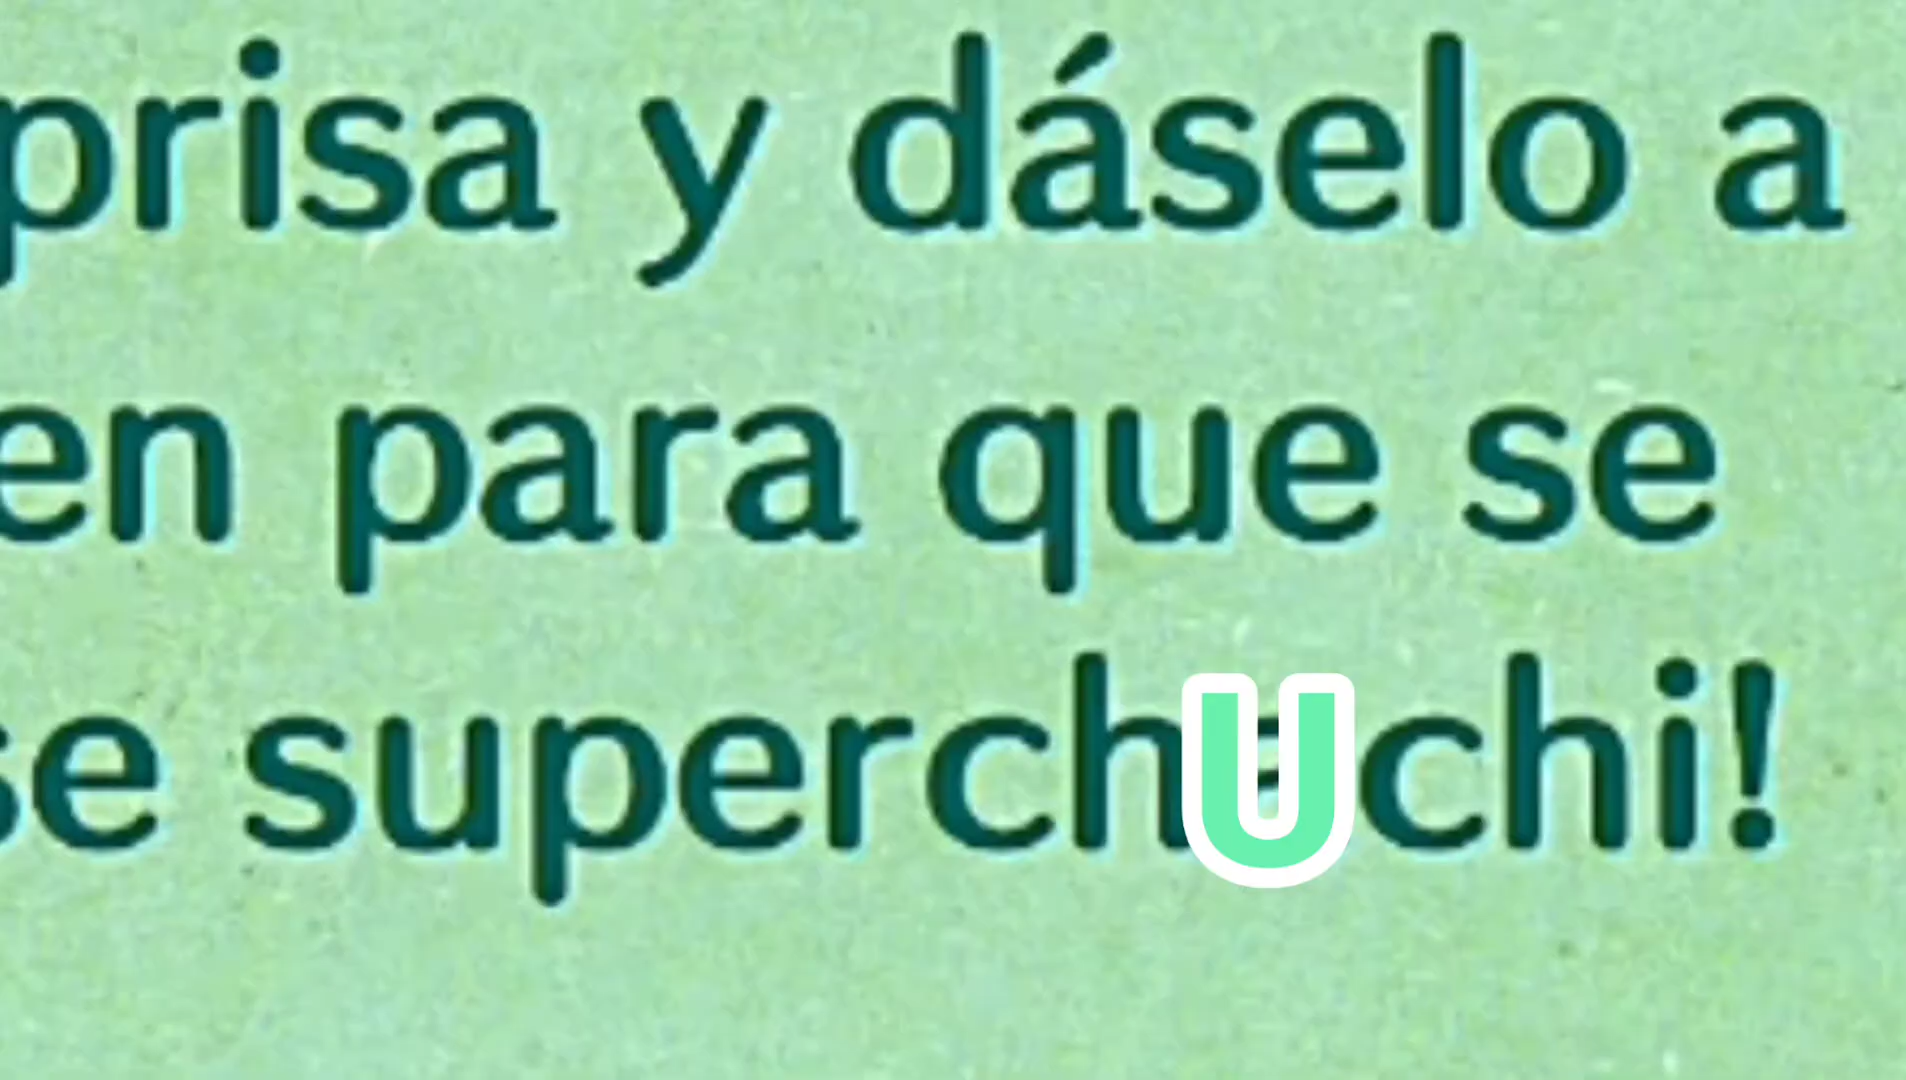 prisa y dáselo a
en para que se
se superchUchi!